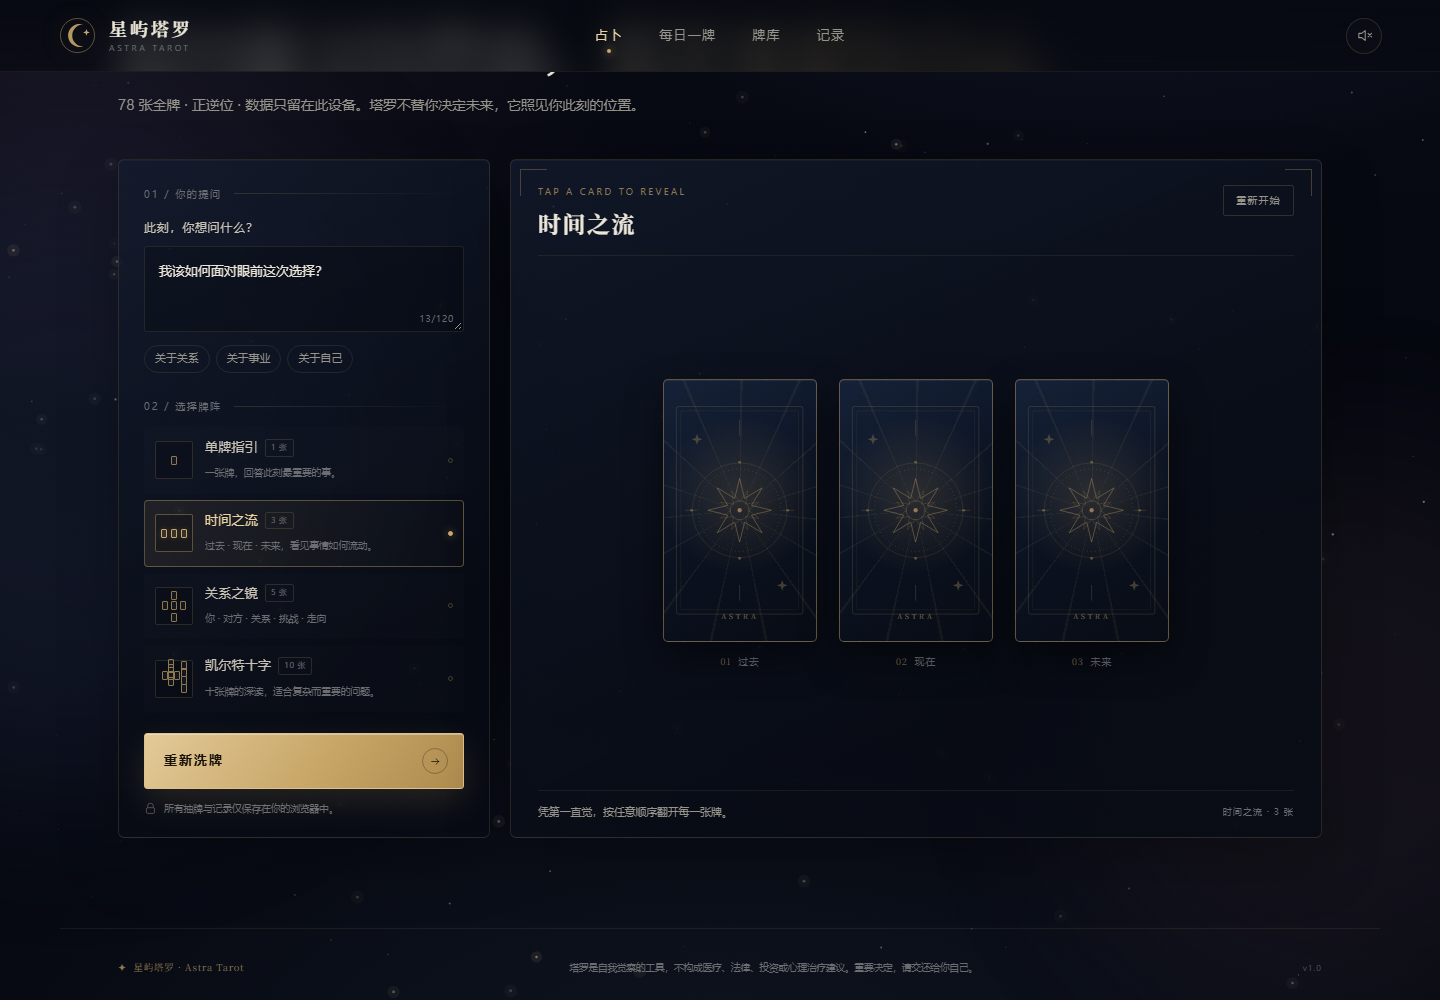 星屿塔罗
ASTRA TAROT
占卜
每日一牌
牌库
记录
78 张全牌 · 正逆位 · 数据只留在此设备。塔罗不替你决定未来，它照见你此刻的位置。
01 / 你的提问
此刻，你想问什么？
我该如何面对眼前这次选择？
13/120
关于关系
关于事业
关于自己
02 / 选择牌阵
单牌指引 1 张
一张牌，回答此刻最重要的事。
时间之流 3 张
过去 · 现在 · 未来，看见事情如何流动。
关系之镜 5 张
你 · 对方 · 关系 · 挑战 · 走向
凯尔特十字 10 张
十张牌的深读，适合复杂而重要的问题。
重新洗牌
所有抽牌与记录仅保存在你的浏览器中。
TAP A CARD TO REVEAL
时间之流
重新开始
ASTRA
ASTRA
ASTRA
01 过去
02 现在
03 未来
凭第一直觉，按任意顺序翻开每一张牌。
时间之流 · 3 张
星屿塔罗 · Astra Tarot
塔罗是自我觉察的工具，不构成医疗、法律、投资或心理治疗建议。重要决定，请交还给你自己。
v1.0